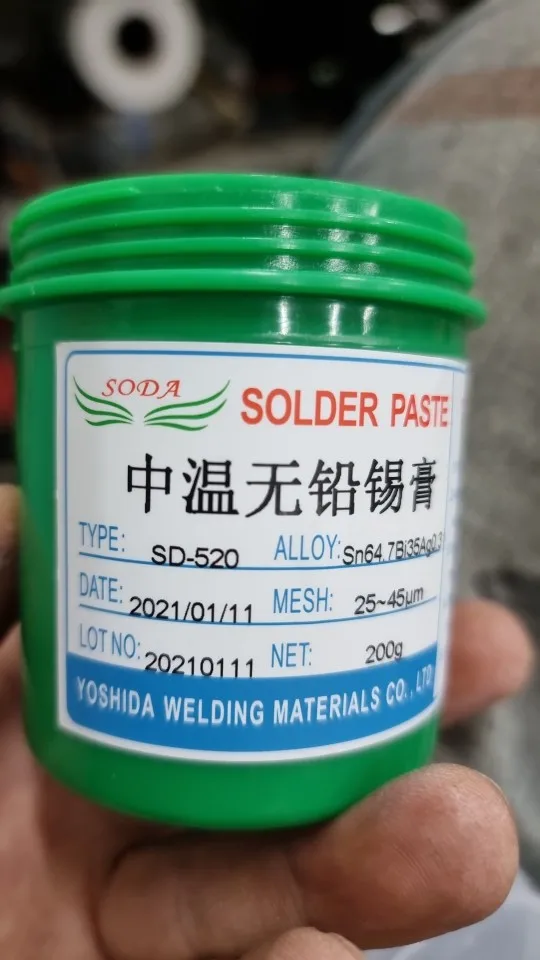 SODA
SOLDER PASTE
中温无铅锡膏
TYPE: SD-520 ALLOY: Sn64.7Bi35Ag0.3
DATE: 2021/01/11 MESH: 25~45μm
LOT NO: 20210111 NET: 200g
YOSHIDA WELDING MATERIALS CO., LTD